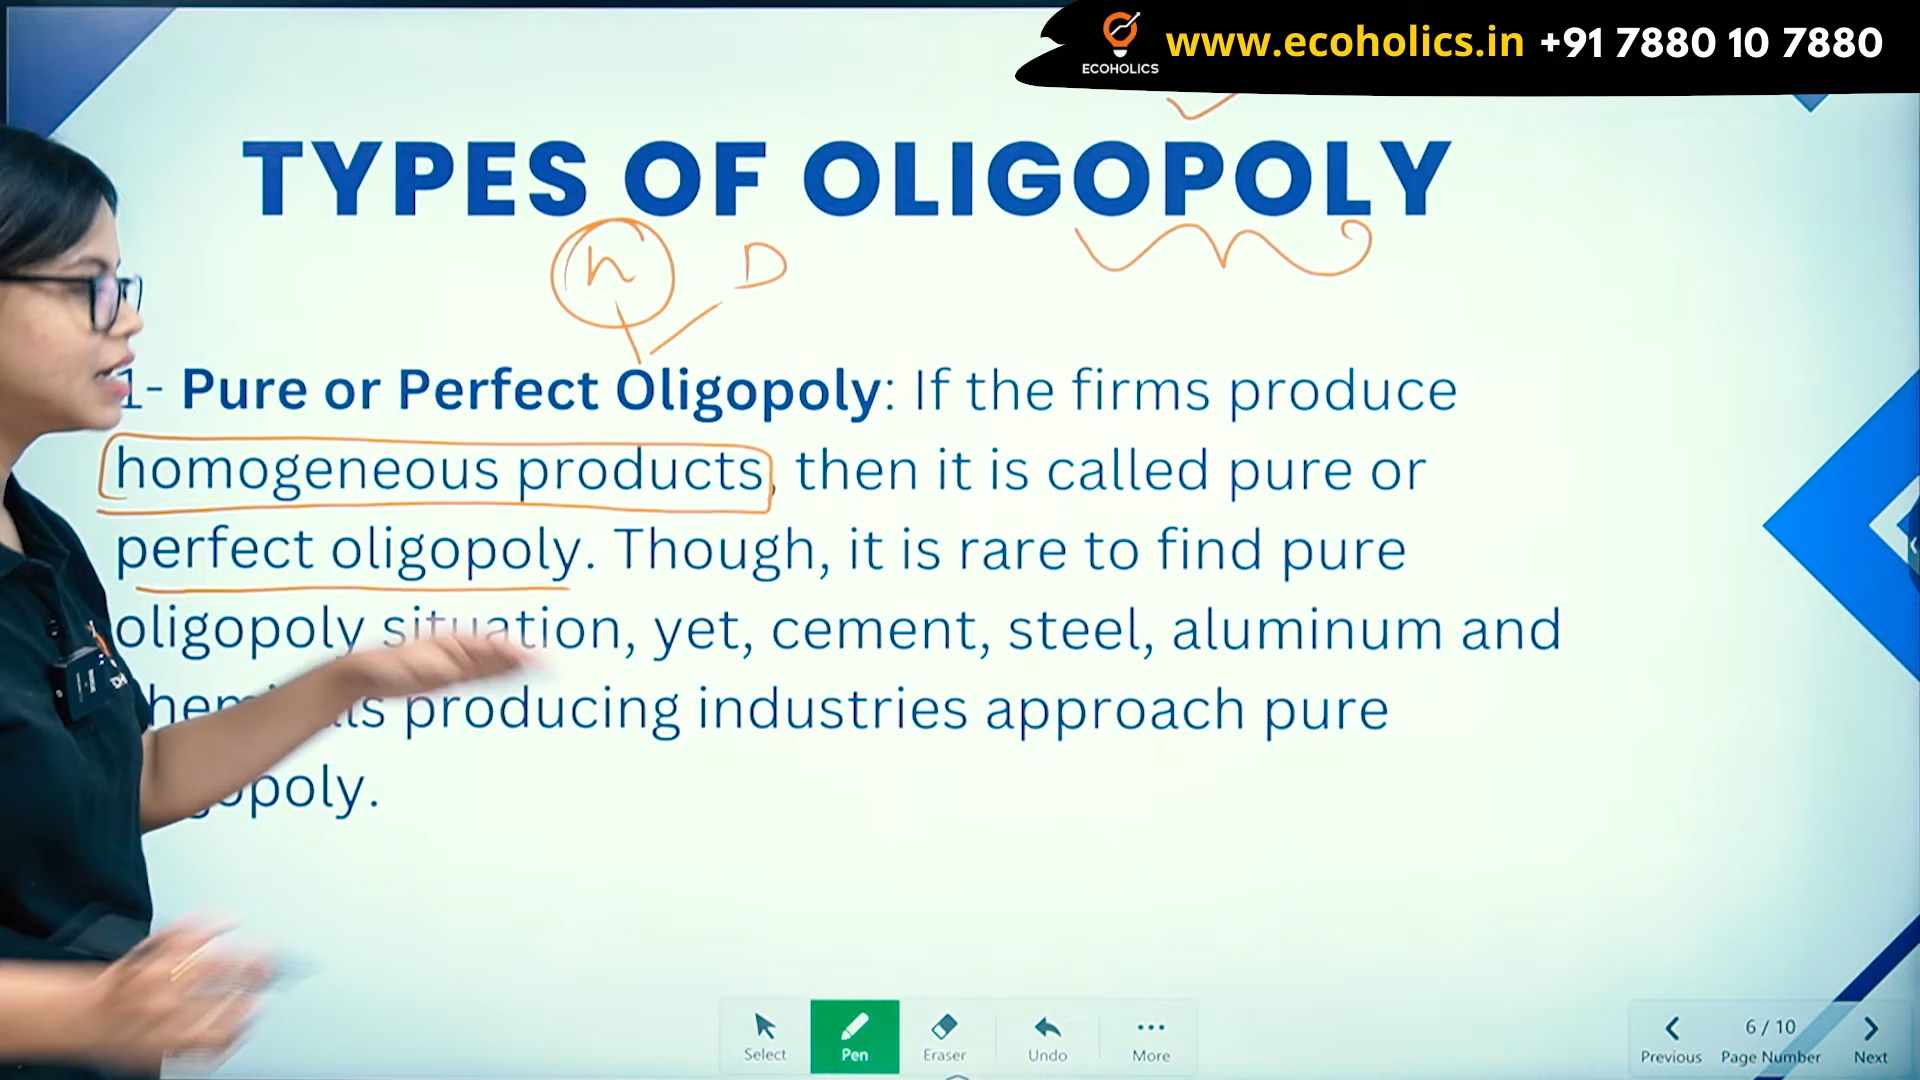 www.ecoholics.in +91 7880 10 7880
ECOHOLICS
TYPES OF OLIGOPOLY
h D
1- Pure or Perfect Oligopoly: If the firms produce
homogeneous products, then it is called pure or
perfect oligopoly. Though, it is rare to find pure
oligopoly situation, yet, cement, steel, aluminum and
producing industries approach pure
Select Pen Eraser Undo More
6 / 10
Previous Page Number Next